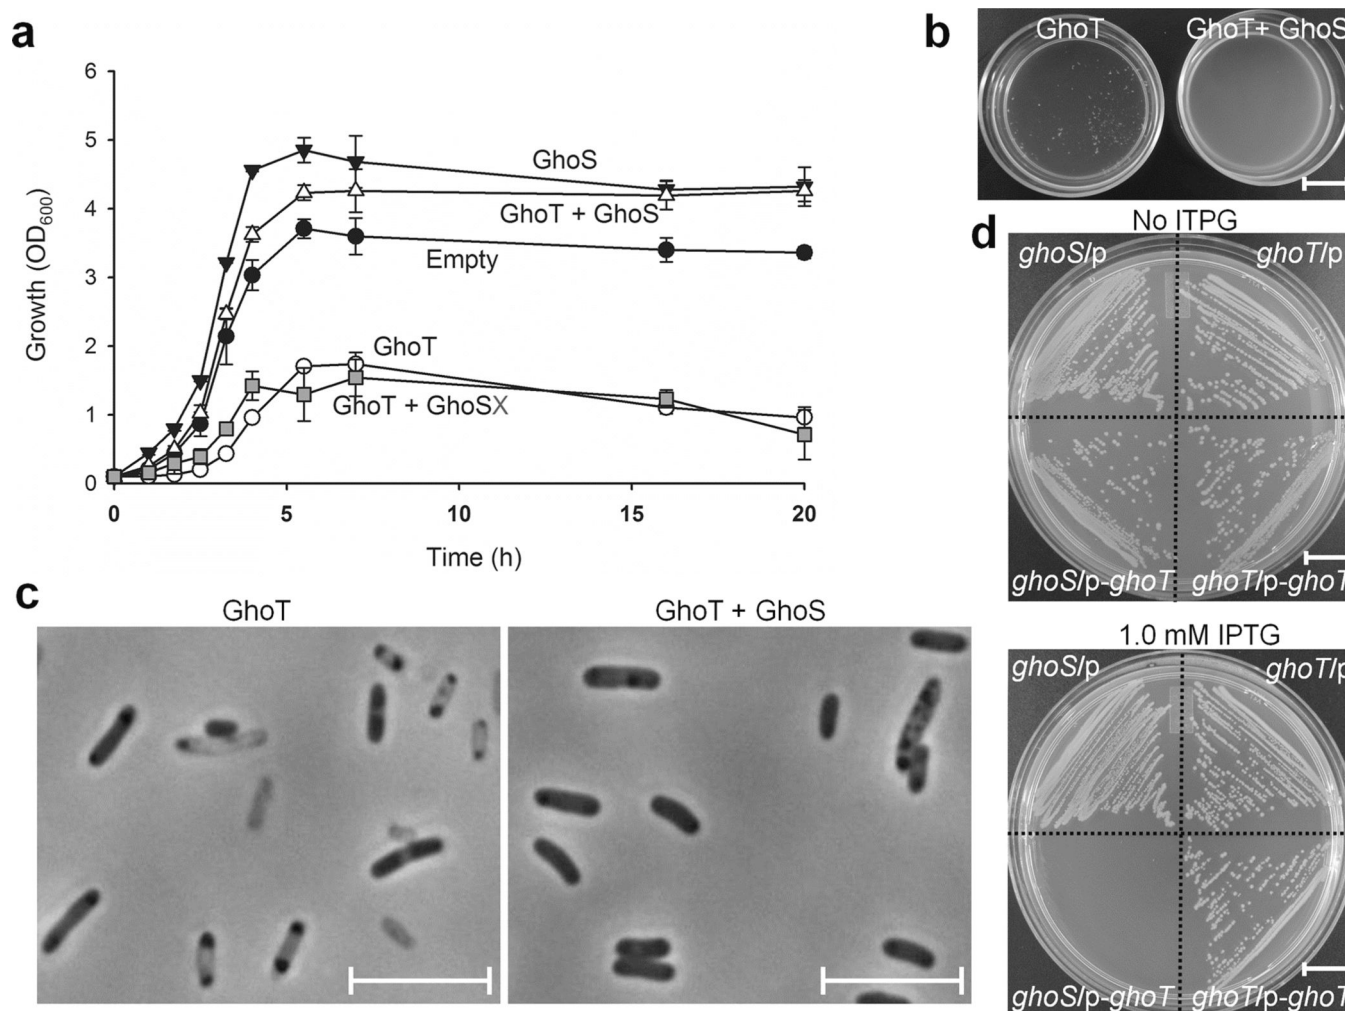 a
6
5
4
3
2
1
0
Growth (OD600)
GhoS
GhoT + GhoS
Empty
GhoT
GhoT + GhoSX
0 5 10 15 20
Time (h)
b
GhoT GhoT+ GhoS
c
GhoT GhoT + GhoS
d
No ITPG
ghoS/p ghoT/p
ghoS/p-ghoT ghoT/p-ghoT
1.0 mM IPTG
ghoS/p ghoT/p
ghoS/p-ghoT ghoT/p-ghoT